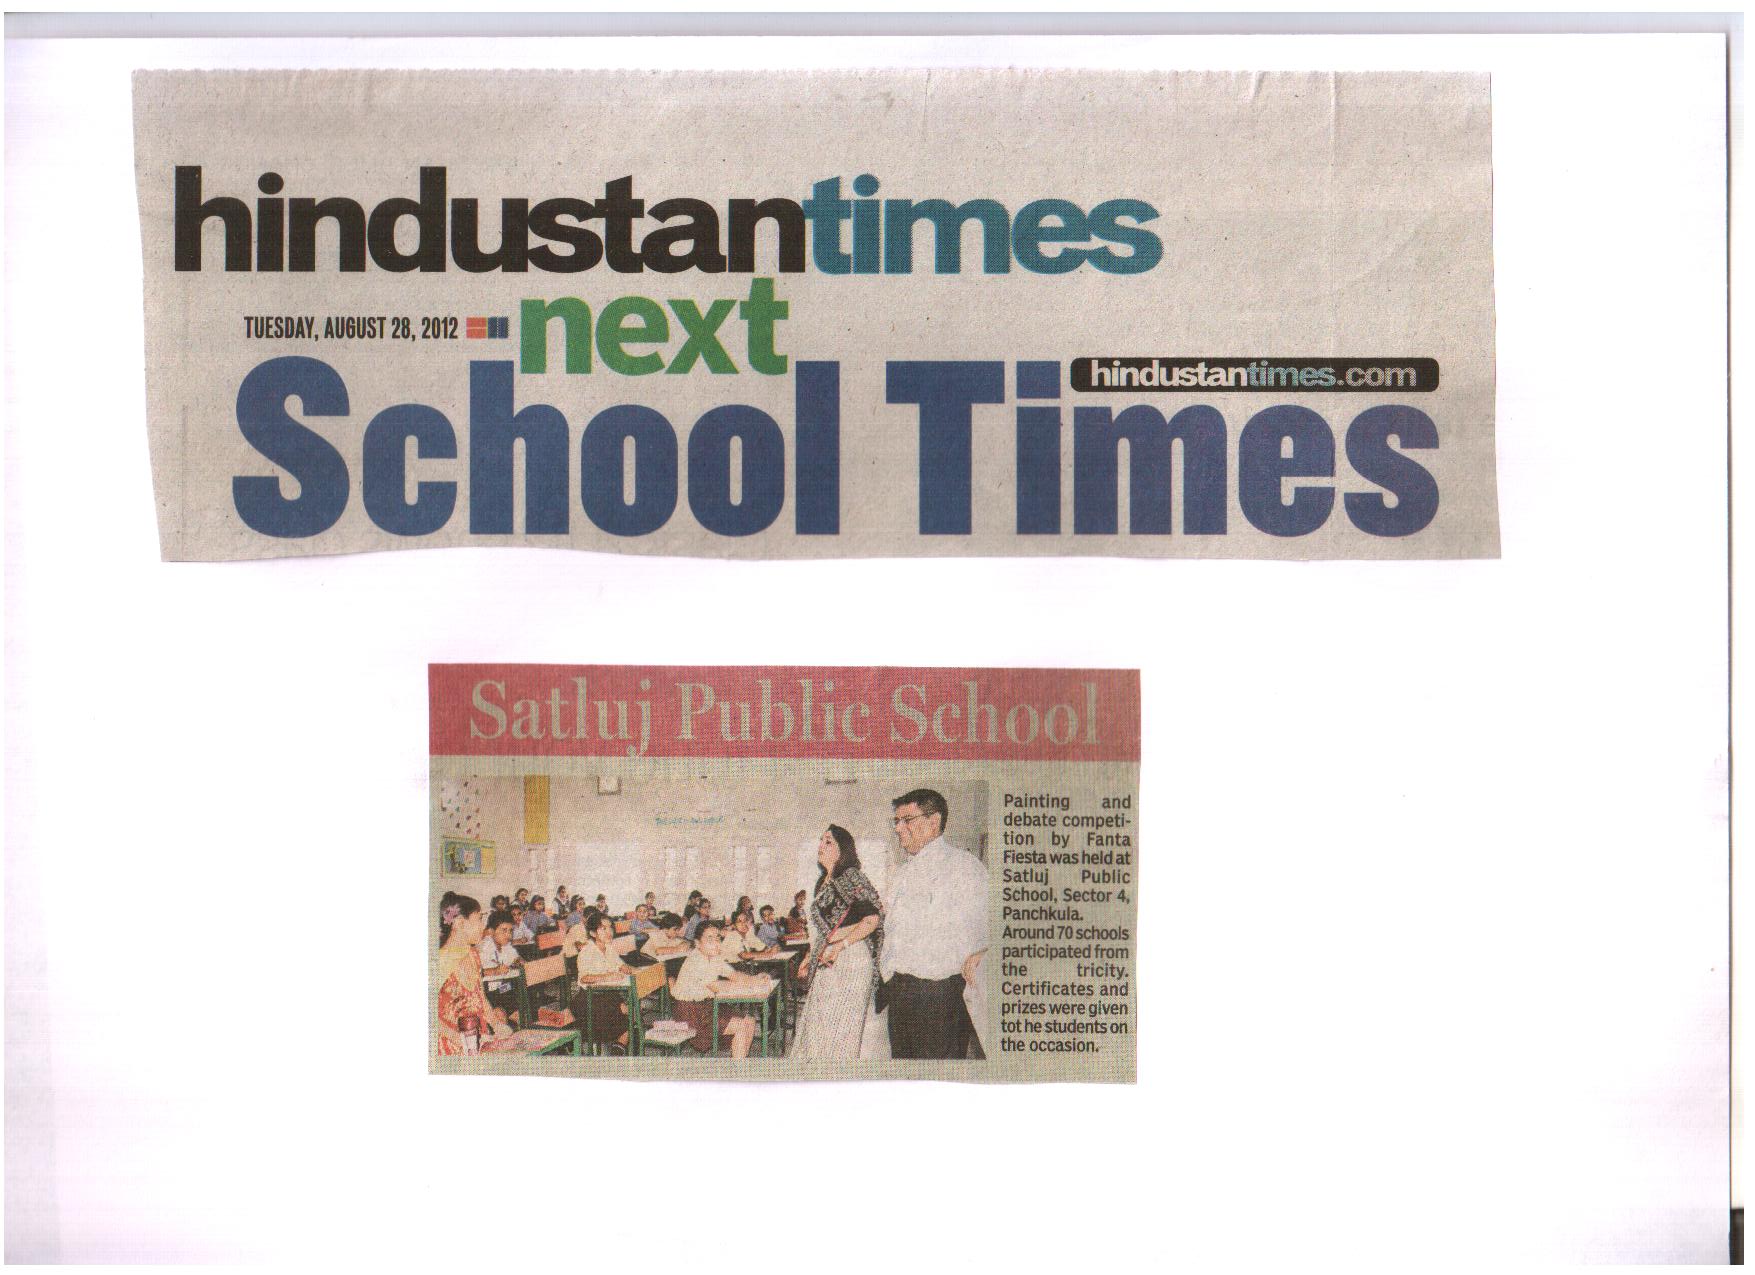 hindustantimes
next
TUESDAY, AUGUST 28, 2012
hindustantimes.com
School Times
Satluj Public School
Painting and
debate competi-
tion by Fanta
Fiesta was held at
Satluj Public
School, Sector 4,
Panchkula.
Around 70 schools
participated from
the tricity.
Certificates and
prizes were given
tot he students on
the occasion.